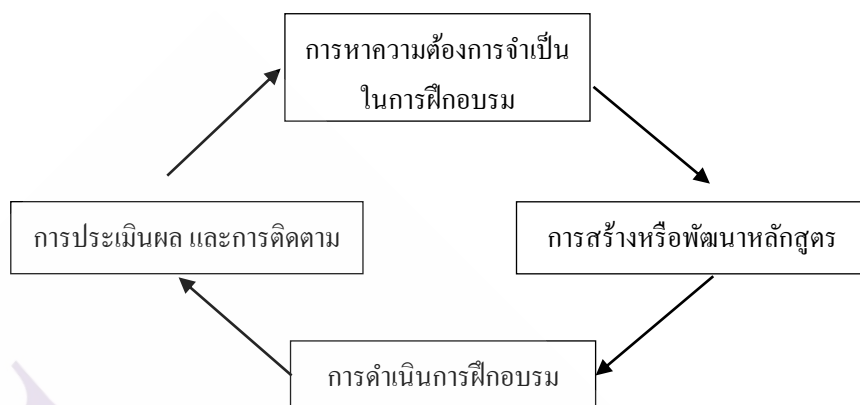 การหาความต้องการจำเป็น
ในการฝึกอบรม
การประเมินผล และการติดตาม
การสร้างหรือพัฒนาหลักสูตร
การดำเนินการฝึกอบรม